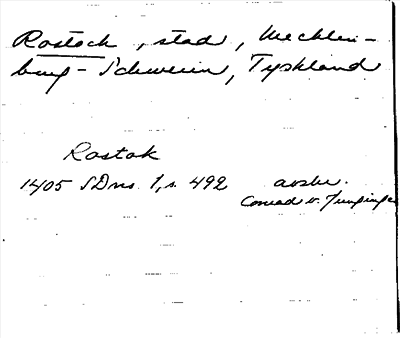 Rostock, stad, Mecklen-
burg-Schwerin, Tyskland
Rostok
1405 SDns 1, s. 492 avskr.
Conrad v. Jungingen